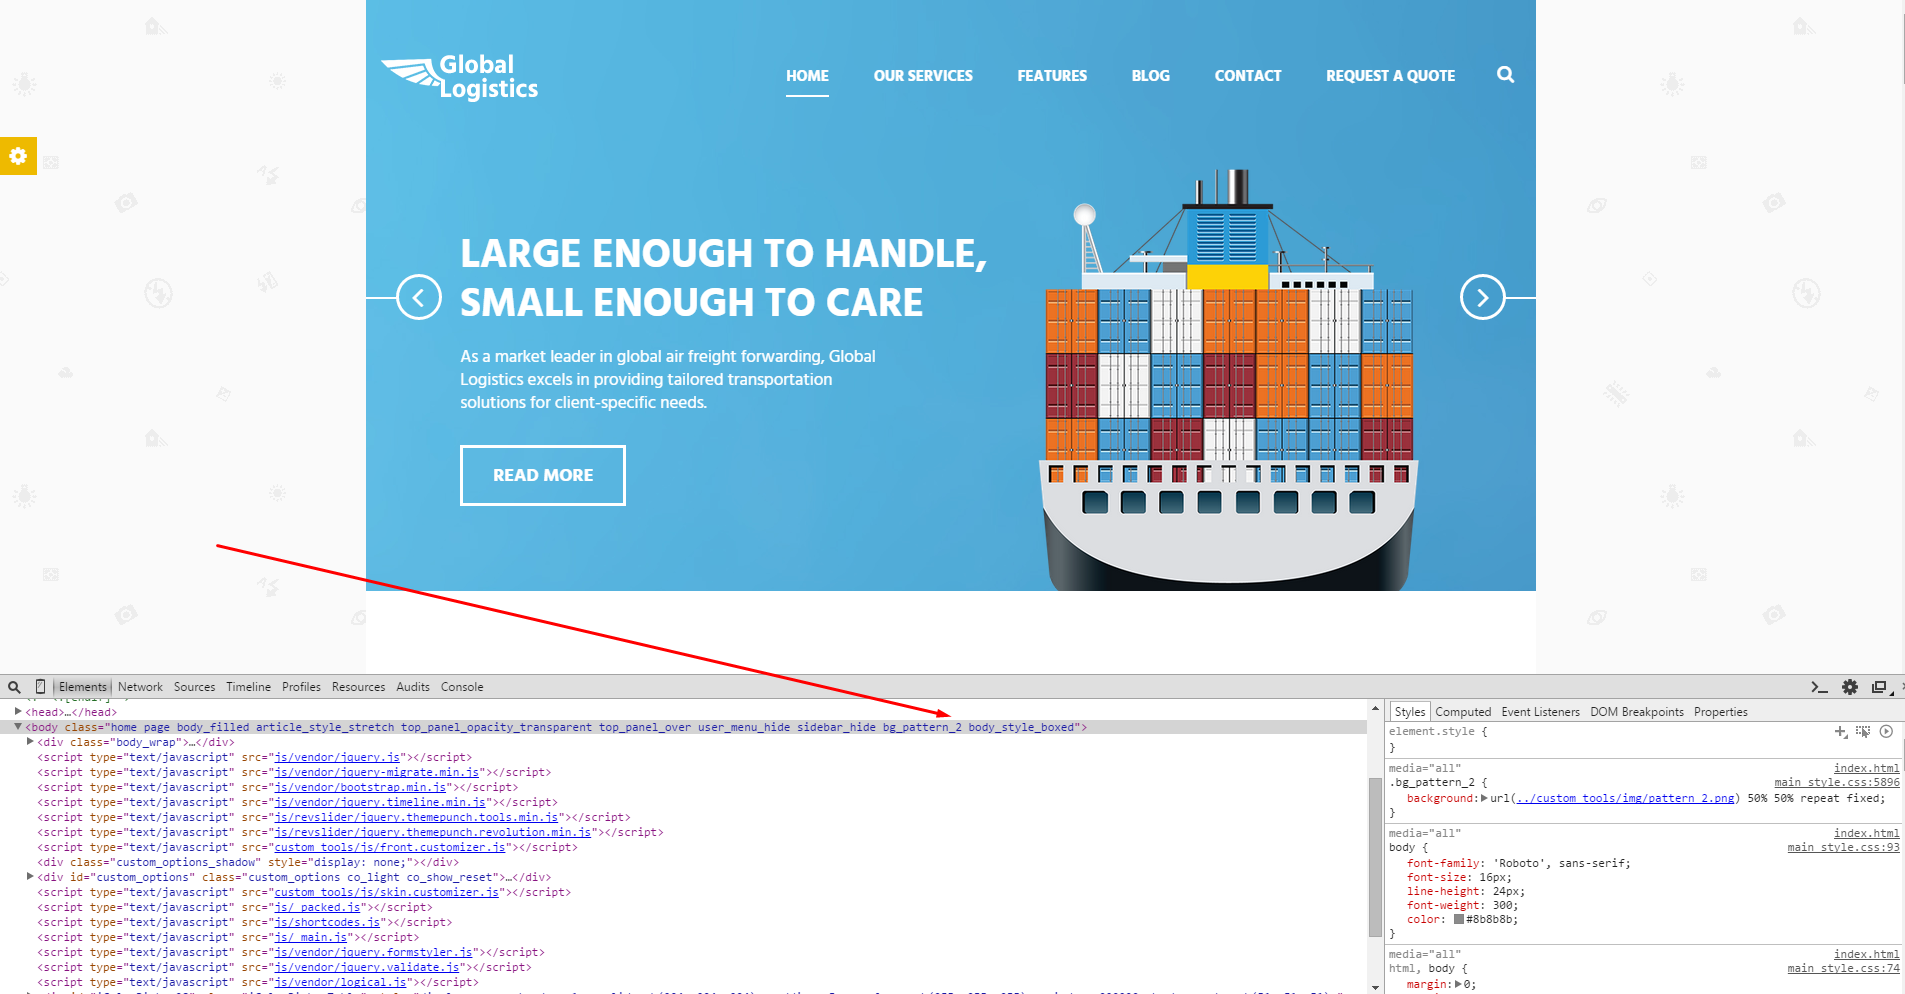 Global
Logistics
HOME OUR SERVICES FEATURES BLOG CONTACT REQUEST A QUOTE
LARGE ENOUGH TO HANDLE,
SMALL ENOUGH TO CARE
As a market leader in global air freight forwarding, Global
Logistics excels in providing tailored transportation
solutions for client-specific needs.
READ MORE
Elements Network Sources Timeline Profiles Resources Audits Console
<head>…</head>
<body class="home page body_filled article_style_stretch top_panel_opacity_transparent top_panel_over user_menu_hide sidebar_hide bg_pattern_2 body_style_boxed">
<div class="body_wrap">…</div>
<script type="text/javascript" src="js/vendor/jquery.js"></script>
<script type="text/javascript" src="js/vendor/jquery-migrate.min.js"></script>
<script type="text/javascript" src="js/vendor/bootstrap.min.js"></script>
<script type="text/javascript" src="js/vendor/jquery.timeline.min.js"></script>
<script type="text/javascript" src="js/revslider/jquery.themepunch.tools.min.js"></script>
<script type="text/javascript" src="js/revslider/jquery.themepunch.revolution.min.js"></script>
<script type="text/javascript" src="custom_tools/js/front.customizer.js"></script>
<div class="custom_options_shadow" style="display: none;"></div>
<div id="custom_options" class="custom_options co_light co_show_reset">…</div>
<script type="text/javascript" src="custom_tools/js/skin.customizer.js"></script>
<script type="text/javascript" src="js/_packed.js"></script>
<script type="text/javascript" src="js/shortcodes.js"></script>
<script type="text/javascript" src="js/_main.js"></script>
<script type="text/javascript" src="js/vendor/jquery.formstyler.js"></script>
<script type="text/javascript" src="js/vendor/jquery.validate.js"></script>
<script type="text/javascript" src="js/vendor/logical.js"></script>
Styles Computed Event Listeners DOM Breakpoints Properties
element.style {
}
media="all" index.html
.bg_pattern_2 { main_style.css:5896
background: url(../custom_tools/img/pattern_2.png) 50% 50% repeat fixed;
}
media="all" index.html
body { main_style.css:93
font-family: 'Roboto', sans-serif;
font-size: 16px;
line-height: 24px;
font-weight: 300;
color: #8b8b8b;
}
media="all" index.html
html, body { main_style.css:74
margin: 0;